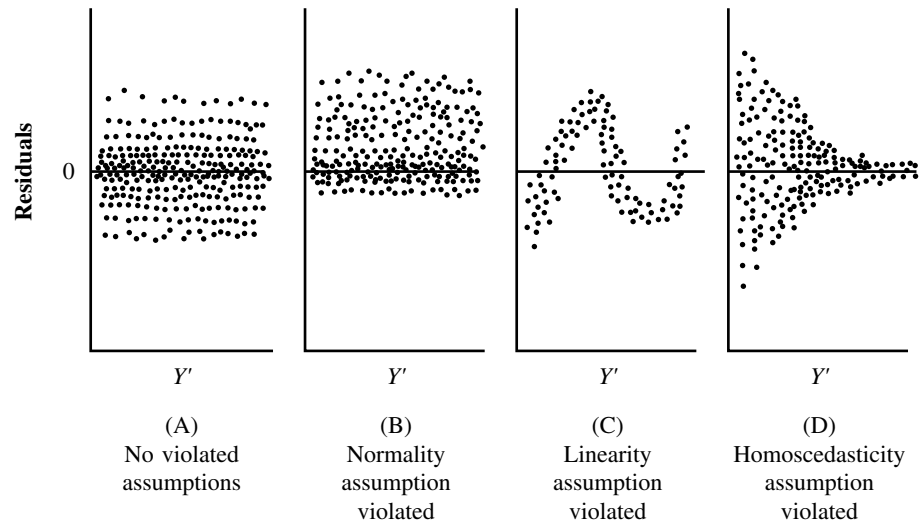 Residuals
0
Y′
Y′
Y′
Y′
(A)
No violated
assumptions
(B)
Normality
assumption
violated
(C)
Linearity
assumption
violated
(D)
Homoscedasticity
assumption
violated